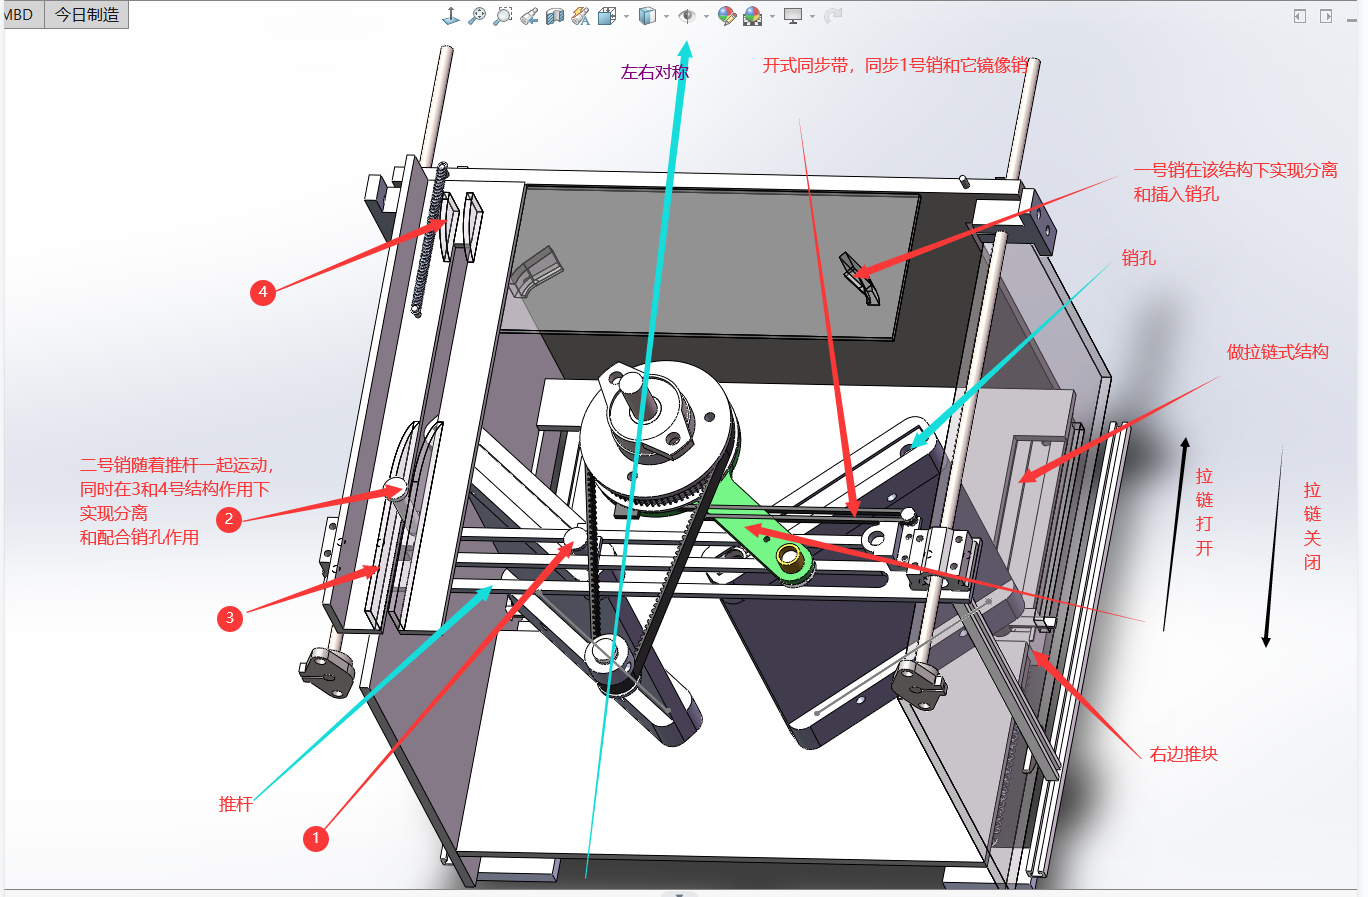 MBD
今日制造
左右对称
开式同步带，同步1号销和它镜像销
一号销在该结构下实现分离
和插入销孔
销孔
4
做拉链式结构
二号销随着推杆一起运动，
同时在3和4号结构作用下
实现分离
和配合销孔作用
2
拉链打开
拉链关闭
3
右边推块
推杆
1